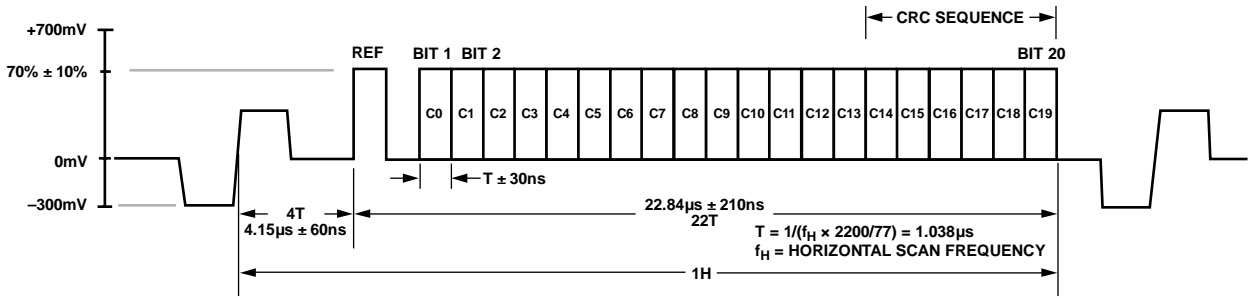 CRC SEQUENCE
+700mV
REF
BIT 1
BIT 2
BIT 20
70% ± 10%
C0
C1
C2
C3
C4
C5
C6
C7
C8
C9
C10
C11
C12
C13
C14
C15
C16
C17
C18
C19
0mV
T ± 30ns
–300mV
4T
4.15µs ± 60ns
22.84µs ± 210ns
22T
T = 1/(fH × 2200/77) = 1.038µs
fH = HORIZONTAL SCAN FREQUENCY
1H